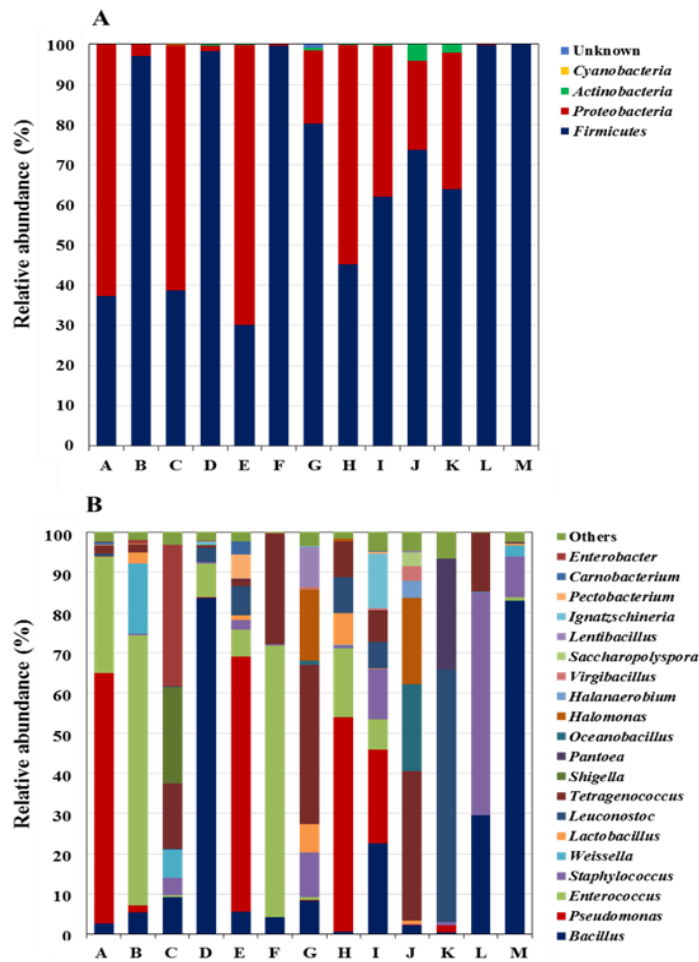 A
Relative abundance (%)
100
90
80
70
60
50
40
30
20
10
0
A B C D E F G H I J K L M
Unknown
Cyanobacteria
Actinobacteria
Proteobacteria
Firmicutes
B
Relative abundance (%)
100
90
80
70
60
50
40
30
20
10
0
A B C D E F G H I J K L M
Others
Enterobacter
Carnobacterium
Pectobacterium
Ignatzschineria
Lentibacillus
Saccharopolyspora
Virgibacillus
Halanaerobium
Halomonas
Oceanobacillus
Pantoea
Shigella
Tetragenococcus
Leuconostoc
Lactobacillus
Weissella
Staphylococcus
Enterococcus
Pseudomonas
Bacillus